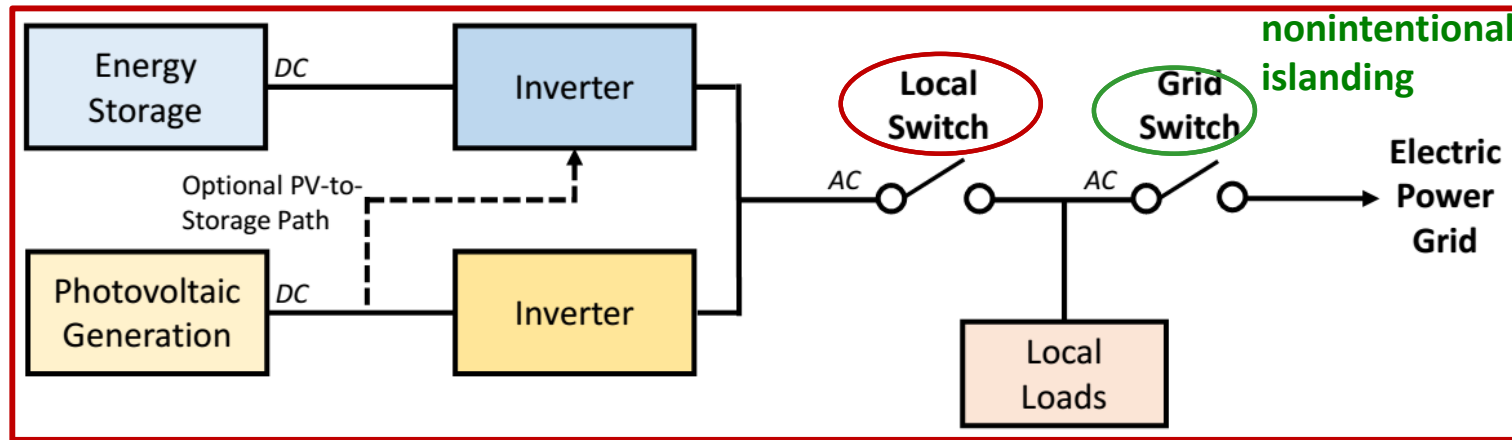 nonintentional
islanding
Energy
Storage
DC
Inverter
Local
Switch
Grid
Switch
Electric
Power
Grid
Optional PV-to-
Storage Path
AC
AC
Photovoltaic
Generation
DC
Inverter
Local
Loads